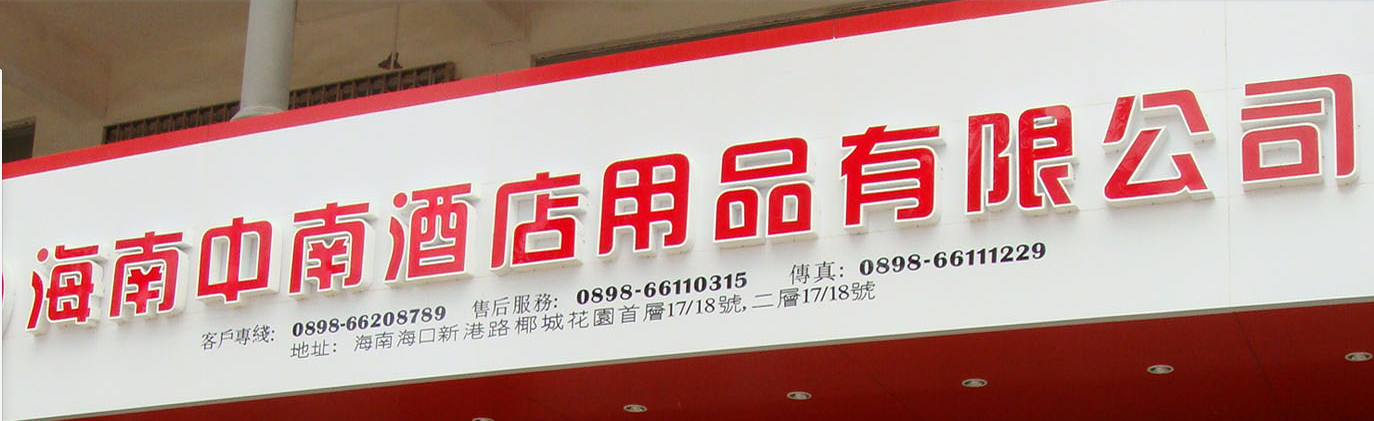 海南中南酒店用品有限公司
客戶專綫: 0898-66208789 售后服務: 0898-66110315 傳真: 0898-66111229
地址: 海南海口新港路椰城花園首層17/18號,二層17/18號